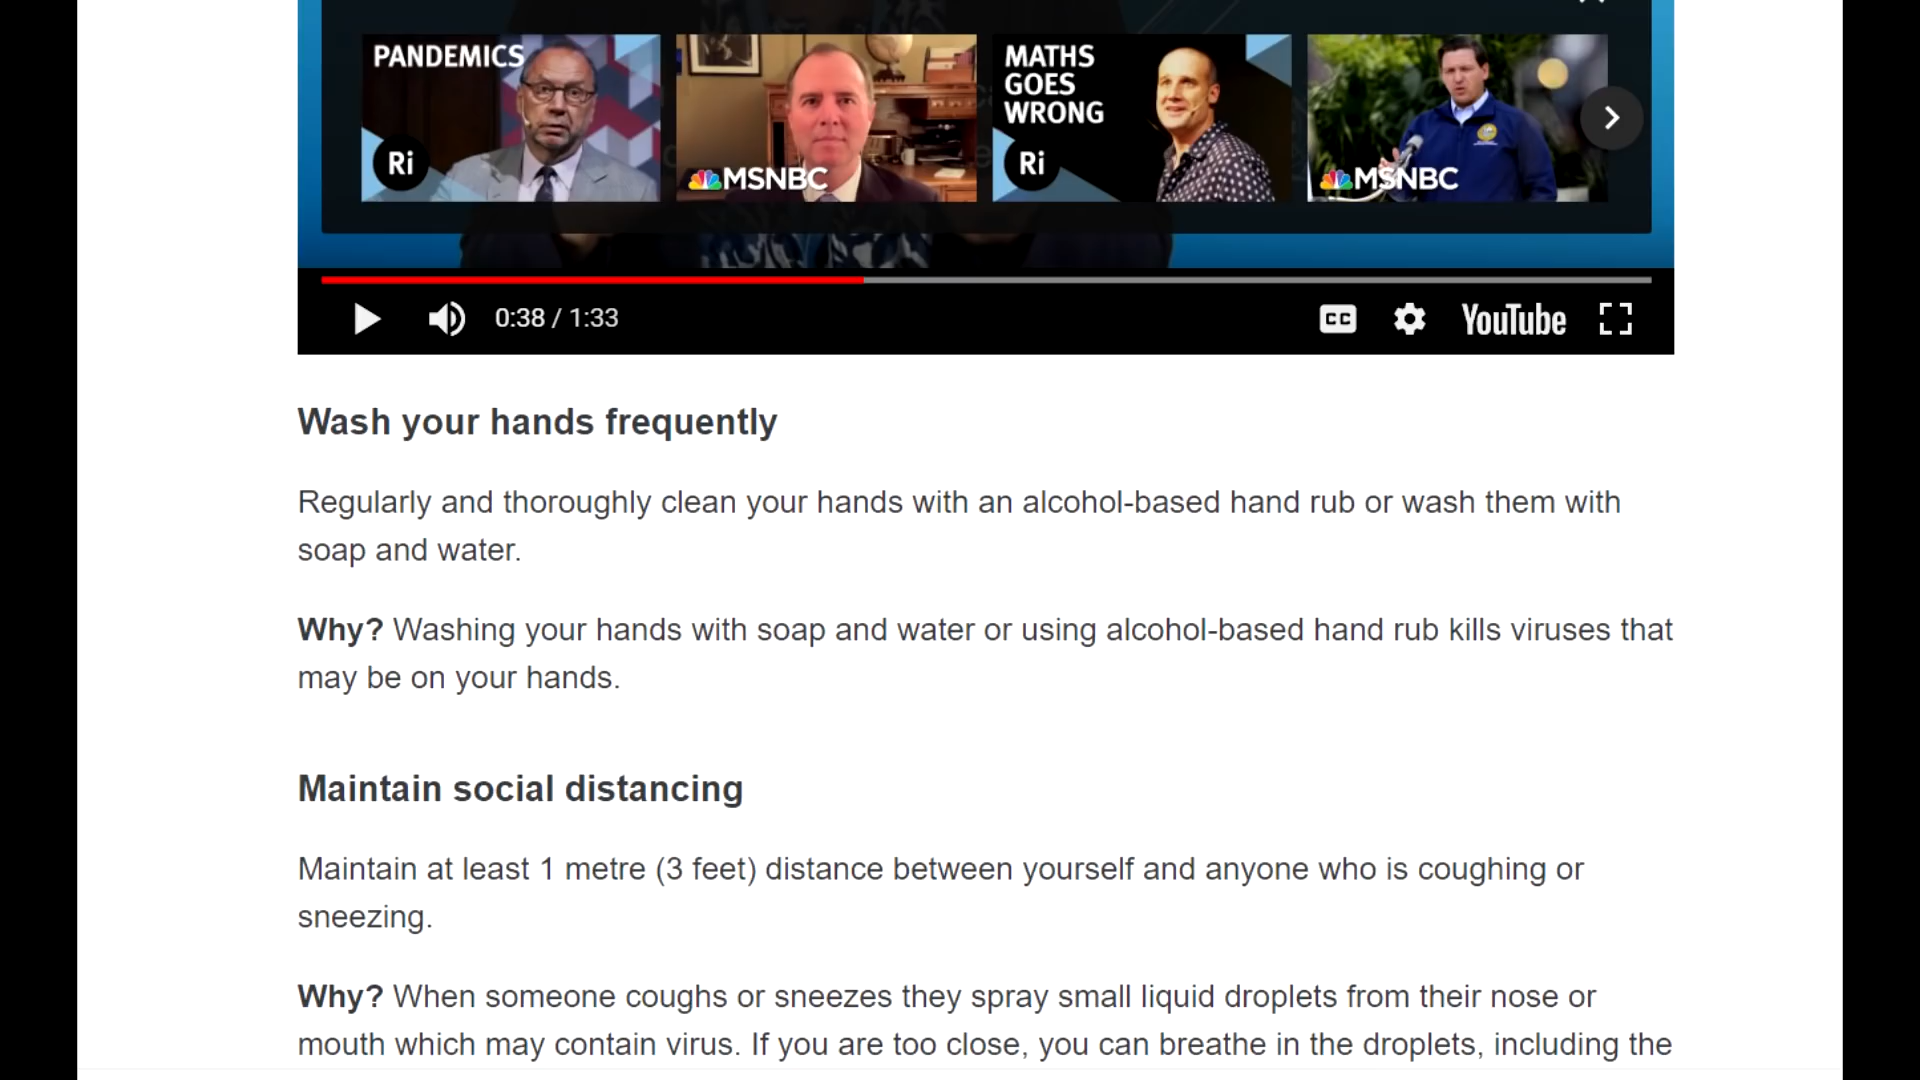 PANDEMICS
Ri
MSNBC
MATHS
GOES
WRONG
Ri
MSNBC
0:38 / 1:33
CC
YouTube
Wash your hands frequently
Regularly and thoroughly clean your hands with an alcohol-based hand rub or wash them with
soap and water.
Why? Washing your hands with soap and water or using alcohol-based hand rub kills viruses that
may be on your hands.
Maintain social distancing
Maintain at least 1 metre (3 feet) distance between yourself and anyone who is coughing or
sneezing.
Why? When someone coughs or sneezes they spray small liquid droplets from their nose or
mouth which may contain virus. If you are too close, you can breathe in the droplets, including the